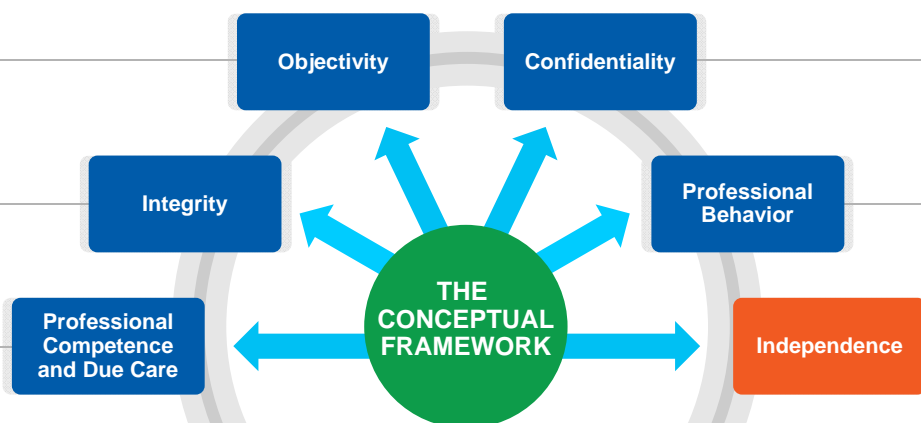 Objectivity
Confidentiality
Integrity
Professional
Behavior
THE
CONCEPTUAL
FRAMEWORK
Professional
Competence
and Due Care
Independence